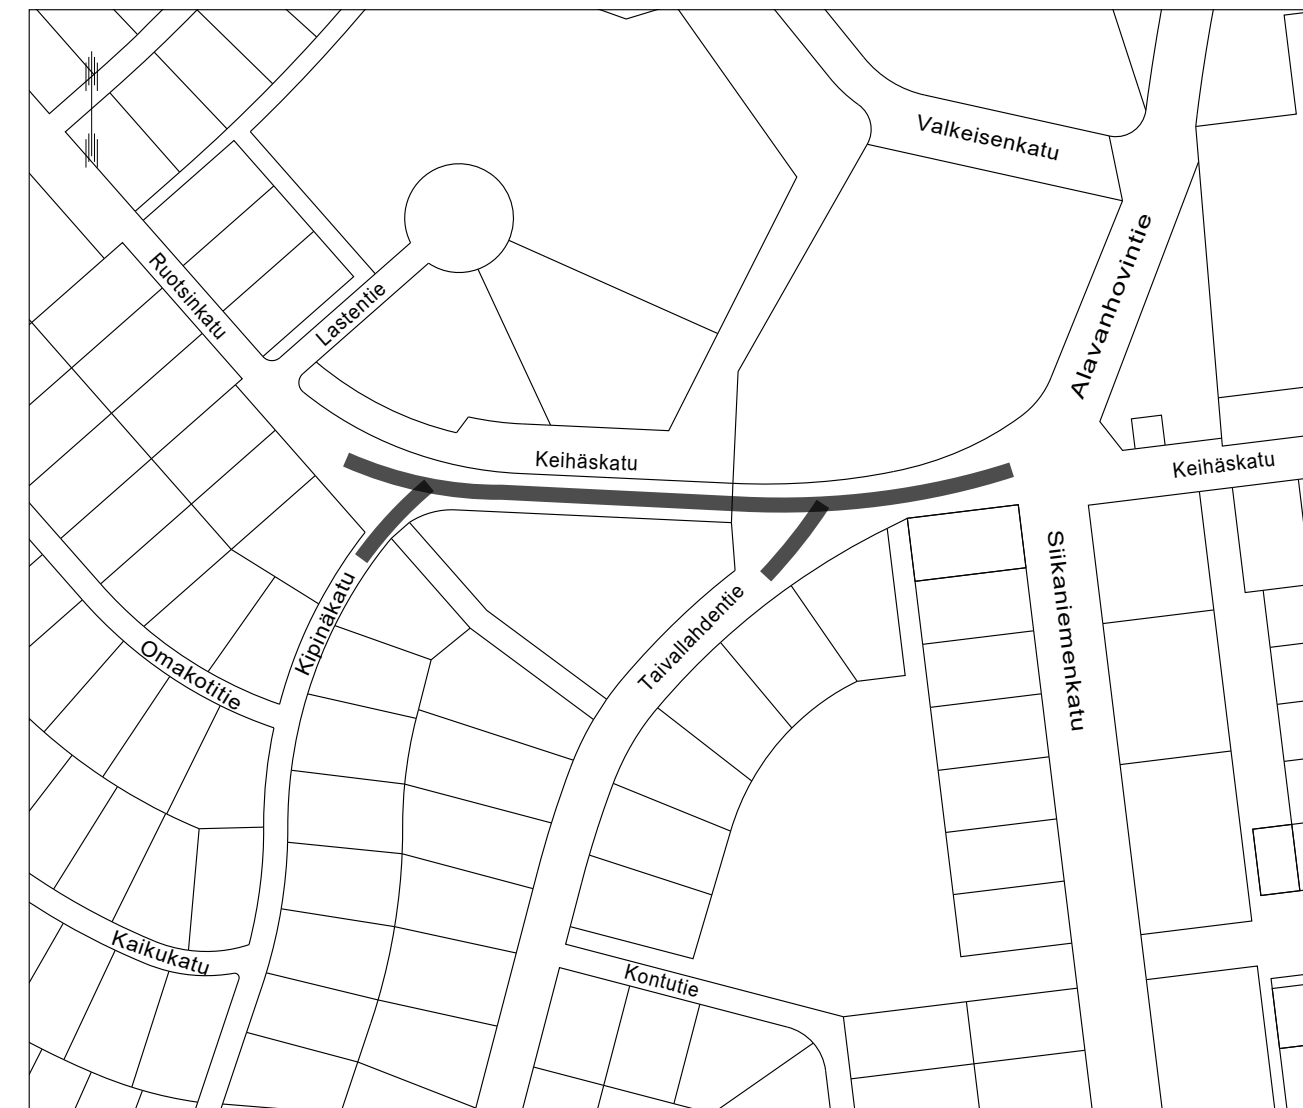 Valkeisenkatu
Ruotsinkatu
Alavanhovintie
Lastentie
Keihäskatu
Keihäskatu
Siikaniemenkatu
Kipinäkatu
Taivallahdentie
Omakotitie
Kaikukatu
Kontutie